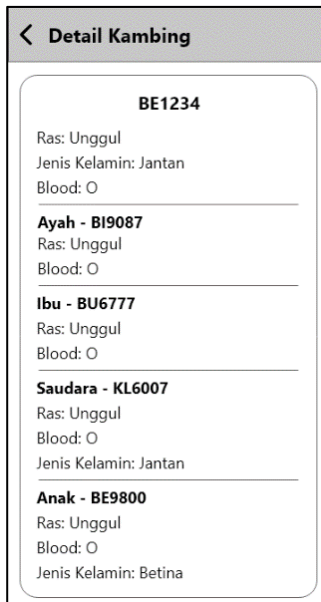 Detail Kambing
BE1234
Ras: Unggul
Jenis Kelamin: Jantan
Blood: O
Ayah - BI9087
Ras: Unggul
Blood: O
Ibu - BU6777
Ras: Unggul
Blood: O
Saudara - KL6007
Ras: Unggul
Blood: O
Jenis Kelamin: Jantan
Anak - BE9800
Ras: Unggul
Blood: O
Jenis Kelamin: Betina